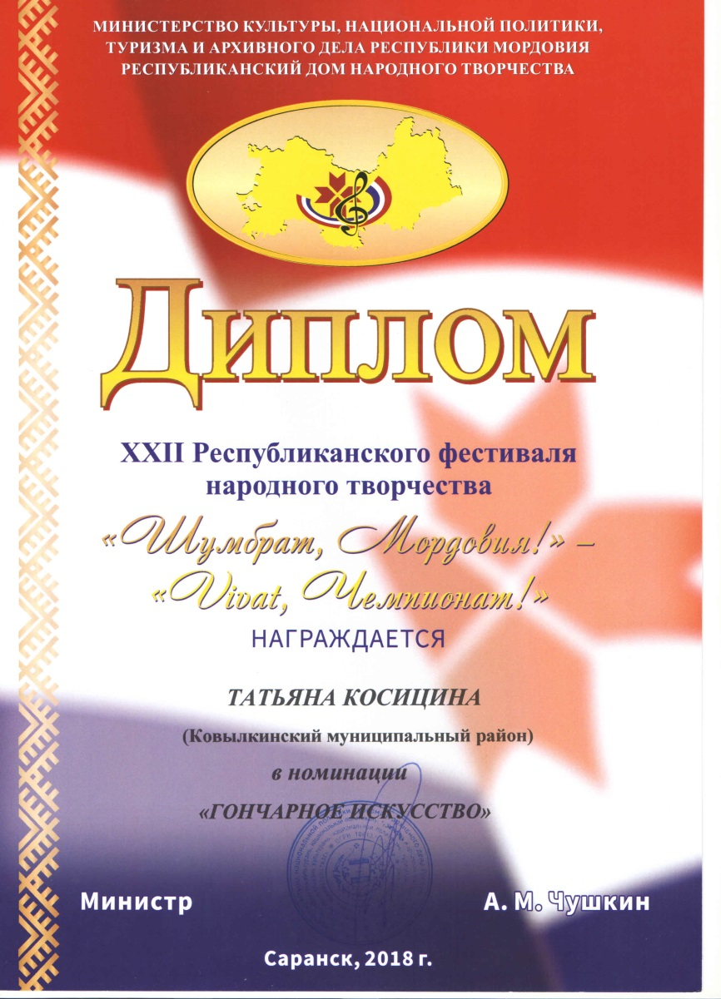 МИНИСТЕРСТВО КУЛЬТУРЫ, НАЦИОНАЛЬНОЙ ПОЛИТИКИ,
ТУРИЗМА И АРХИВНОГО ДЕЛА РЕСПУБЛИКИ МОРДОВИЯ
РЕСПУБЛИКАНСКИЙ ДОМ НАРОДНОГО ТВОРЧЕСТВА
ДИПЛОМ
XXII Республиканского фестиваля
народного творчества
«Шумбрат, Мордовия!» –
«Vivat, Чемпионат!»
НАГРАЖДАЕТСЯ
ТАТЬЯНА КОСИЦИНА
(Ковылкинский муниципальный район)
в номинации
«ГОНЧАРНОЕ ИСКУССТВО»
Министр
А. М. Чушкин
Саранск, 2018 г.